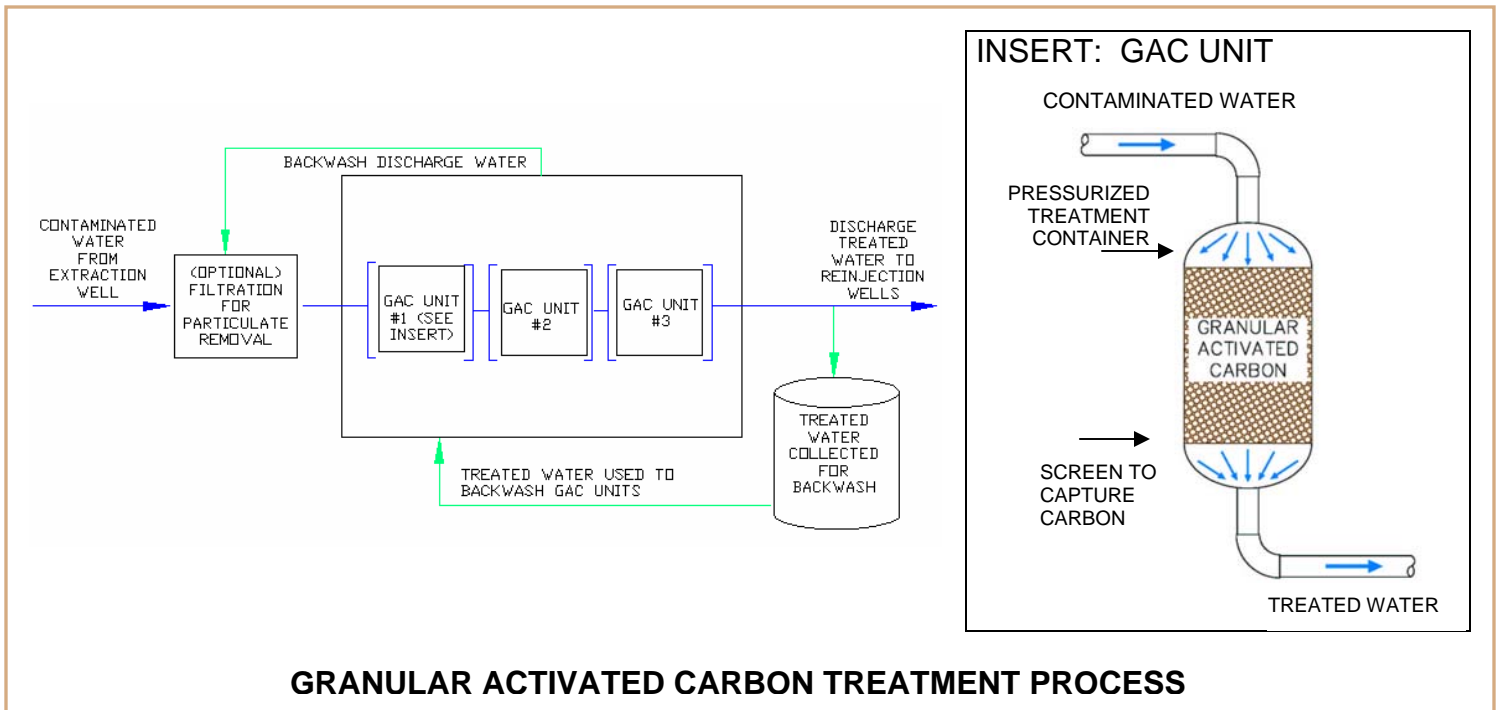 BACKWASH DISCHARGE WATER
CONTAMINATED
WATER
FROM
EXTRACTION
WELL
(OPTIONAL)
FILTRATION
FOR
PARTICULATE
REMOVAL
GAC UNIT
#1 (SEE
INSERT)
GAC UNIT
#2
GAC UNIT
#3
DISCHARGE
TREATED
WATER TO
REINJECTION
WELLS
TREATED
WATER
COLLECTED
FOR
BACKWASH
TREATED WATER USED TO
BACKWASH GAC UNITS
INSERT: GAC UNIT
CONTAMINATED WATER
PRESSURIZED
TREATMENT
CONTAINER
GRANULAR
ACTIVATED
CARBON
SCREEN TO
CAPTURE
CARBON
TREATED WATER
GRANULAR ACTIVATED CARBON TREATMENT PROCESS